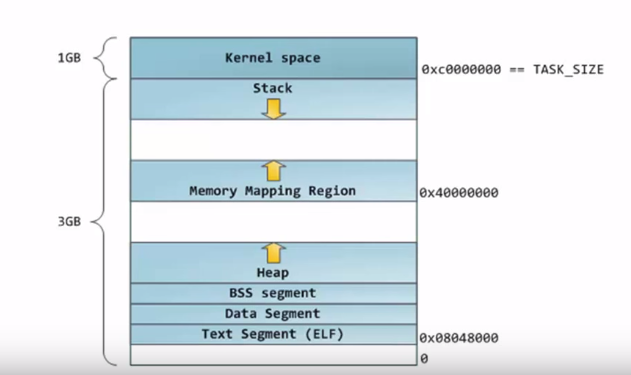 1GB
Kernel space
0xc0000000 == TASK_SIZE
Stack
Memory Mapping Region
0x40000000
3GB
Heap
BSS segment
Data Segment
Text Segment (ELF)
0x08048000
0